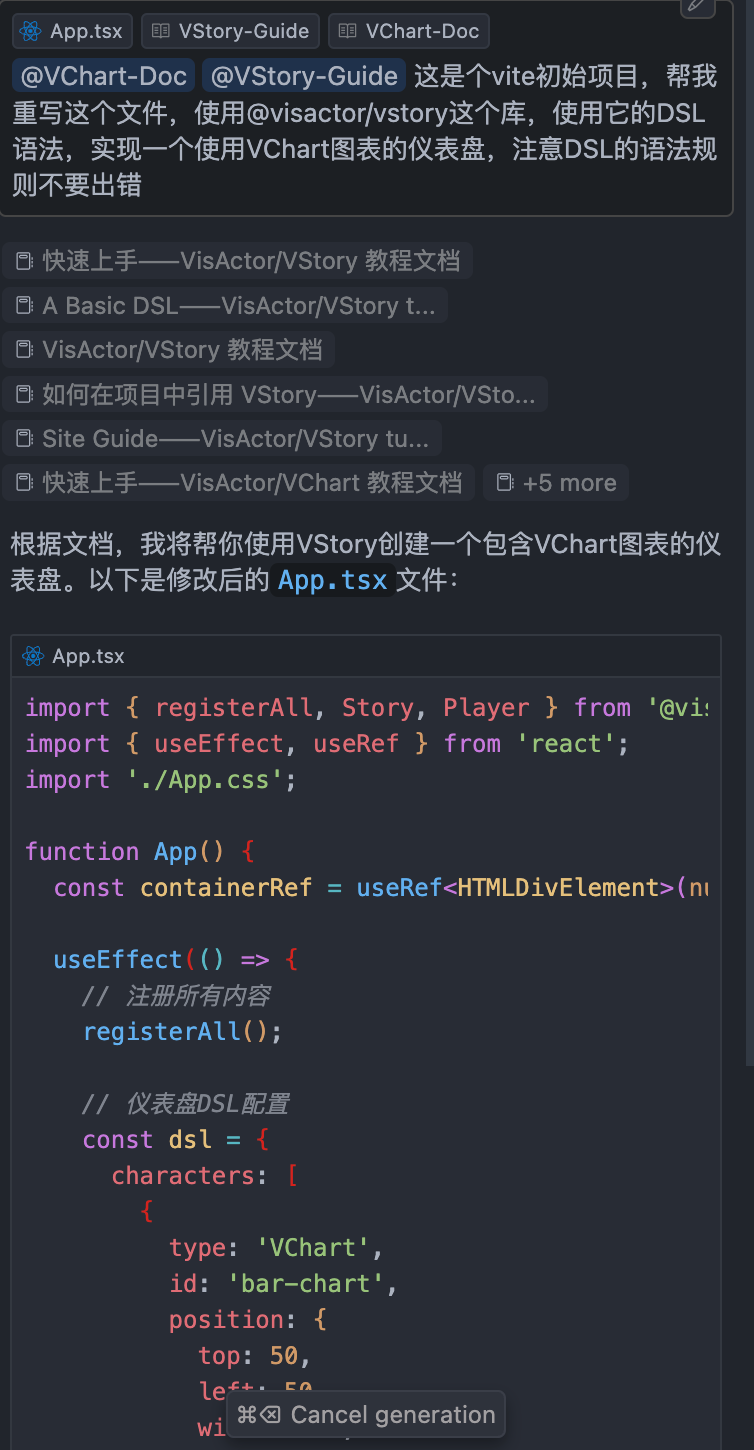 App.tsx VStory-Guide VChart-Doc
@VChart-Doc @VStory-Guide 这是个vite初始项目，帮我
重写这个文件，使用@visactor/vstory这个库，使用它的DSL
语法，实现一个使用VChart图表的仪表盘，注意DSL的语法规
则不要出错
快速上手——VisActor/VStory 教程文档
A Basic DSL——VisActor/VStory t...
VisActor/VStory 教程文档
如何在项目中引用 VStory——VisActor/VSto...
Site Guide——VisActor/VStory tu...
快速上手——VisActor/VChart 教程文档 +5 more
根据文档，我将帮你使用VStory创建一个包含VChart图表的仪
表盘。以下是修改后的 App.tsx 文件：
App.tsx
import { registerAll, Story, Player } from '@vis
import { useEffect, useRef } from 'react';
import './App.css';
function App() {
const containerRef = useRef<HTMLDivElement>(nu
useEffect(() => {
// 注册所有内容
registerAll();
// 仪表盘DSL配置
const dsl = {
characters: [
{
type: 'VChart',
id: 'bar-chart',
position: {
top: 50,
left: 50
wi
⌘⌫ Cancel generation